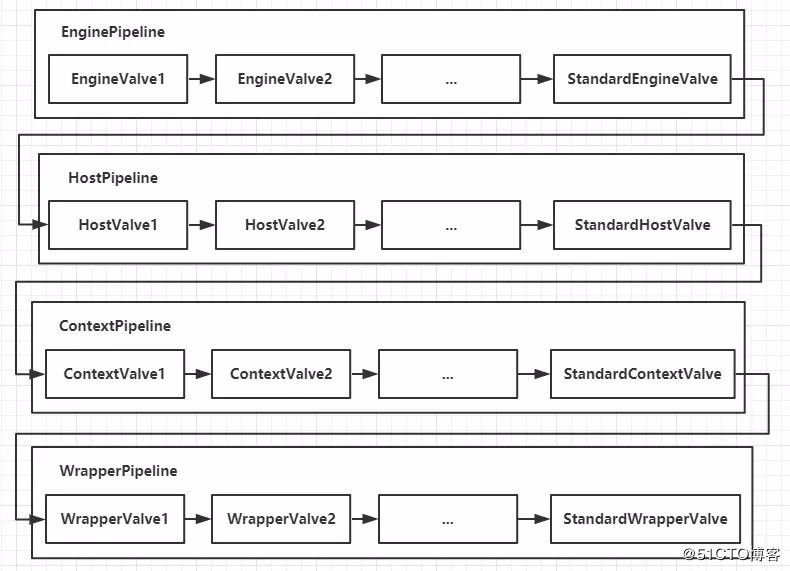 EnginePipeline
EngineValve1 EngineValve2 ... StandardEngineValve
HostPipeline
HostValve1 HostValve2 ... StandardHostValve
ContextPipeline
ContextValve1 ContextValve2 ... StandardContextValve
WrapperPipeline
WrapperValve1 WrapperValve2 ... StandardWrapperValve
@51CTO博客